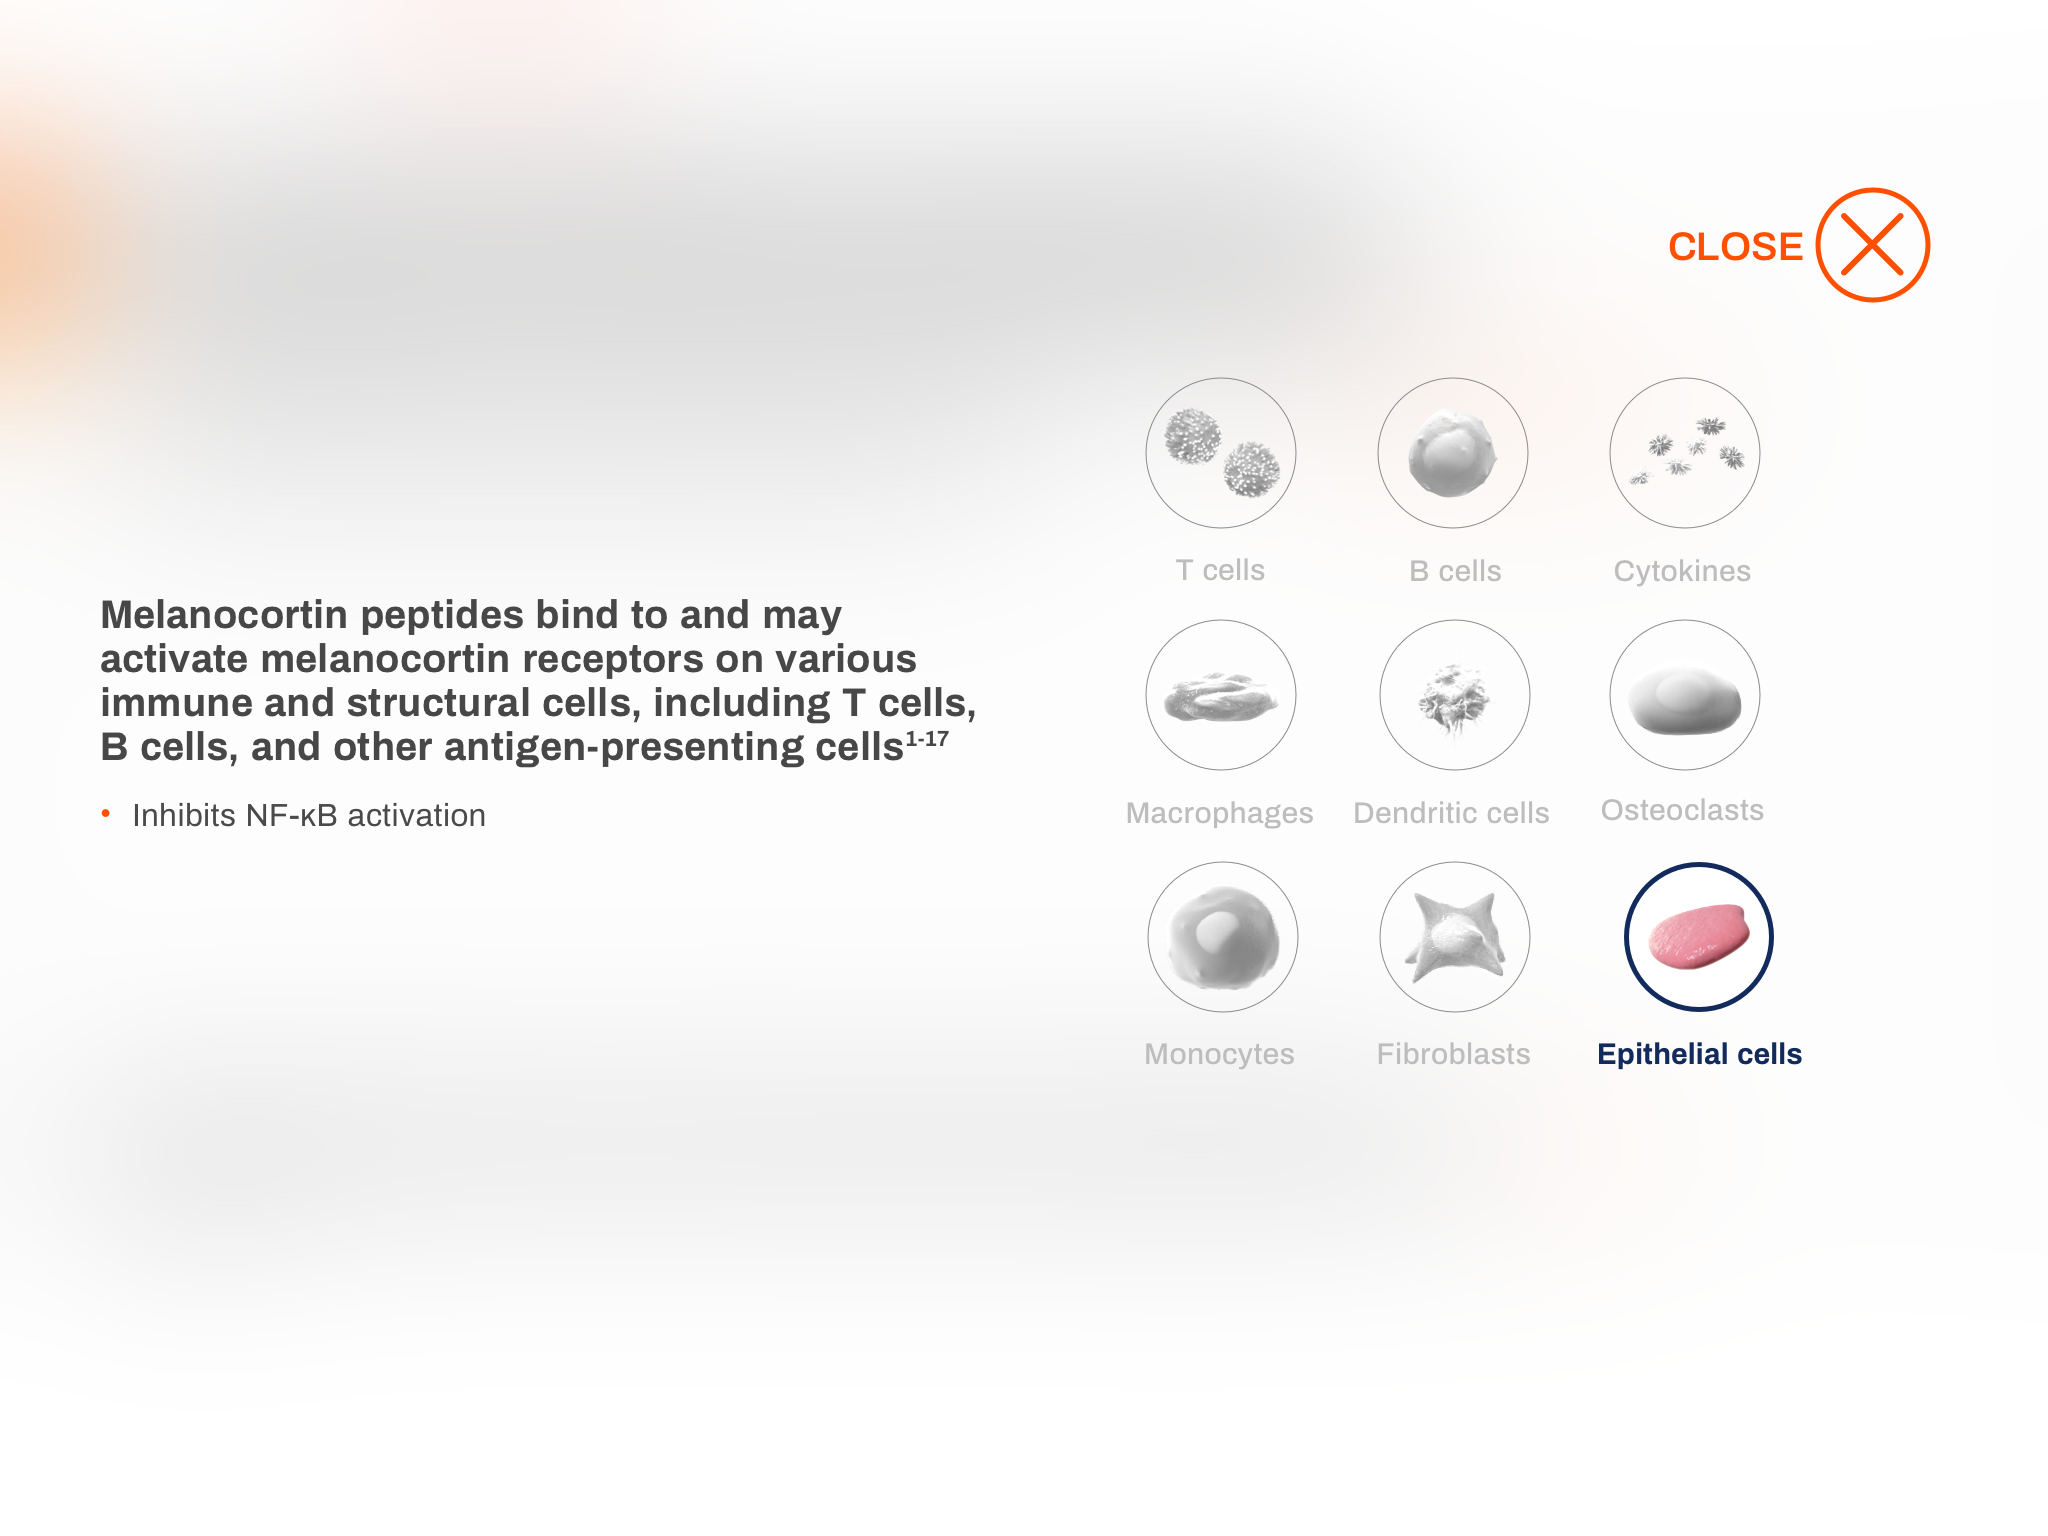 CLOSE
T cells
B cells
Cytokines
Melanocortin peptides bind to and may
activate melanocortin receptors on various
immune and structural cells, including T cells,
B cells, and other antigen-presenting cells¹⁻¹⁷
• Inhibits NF-κB activation
Macrophages
Dendritic cells
Osteoclasts
Monocytes
Fibroblasts
Epithelial cells